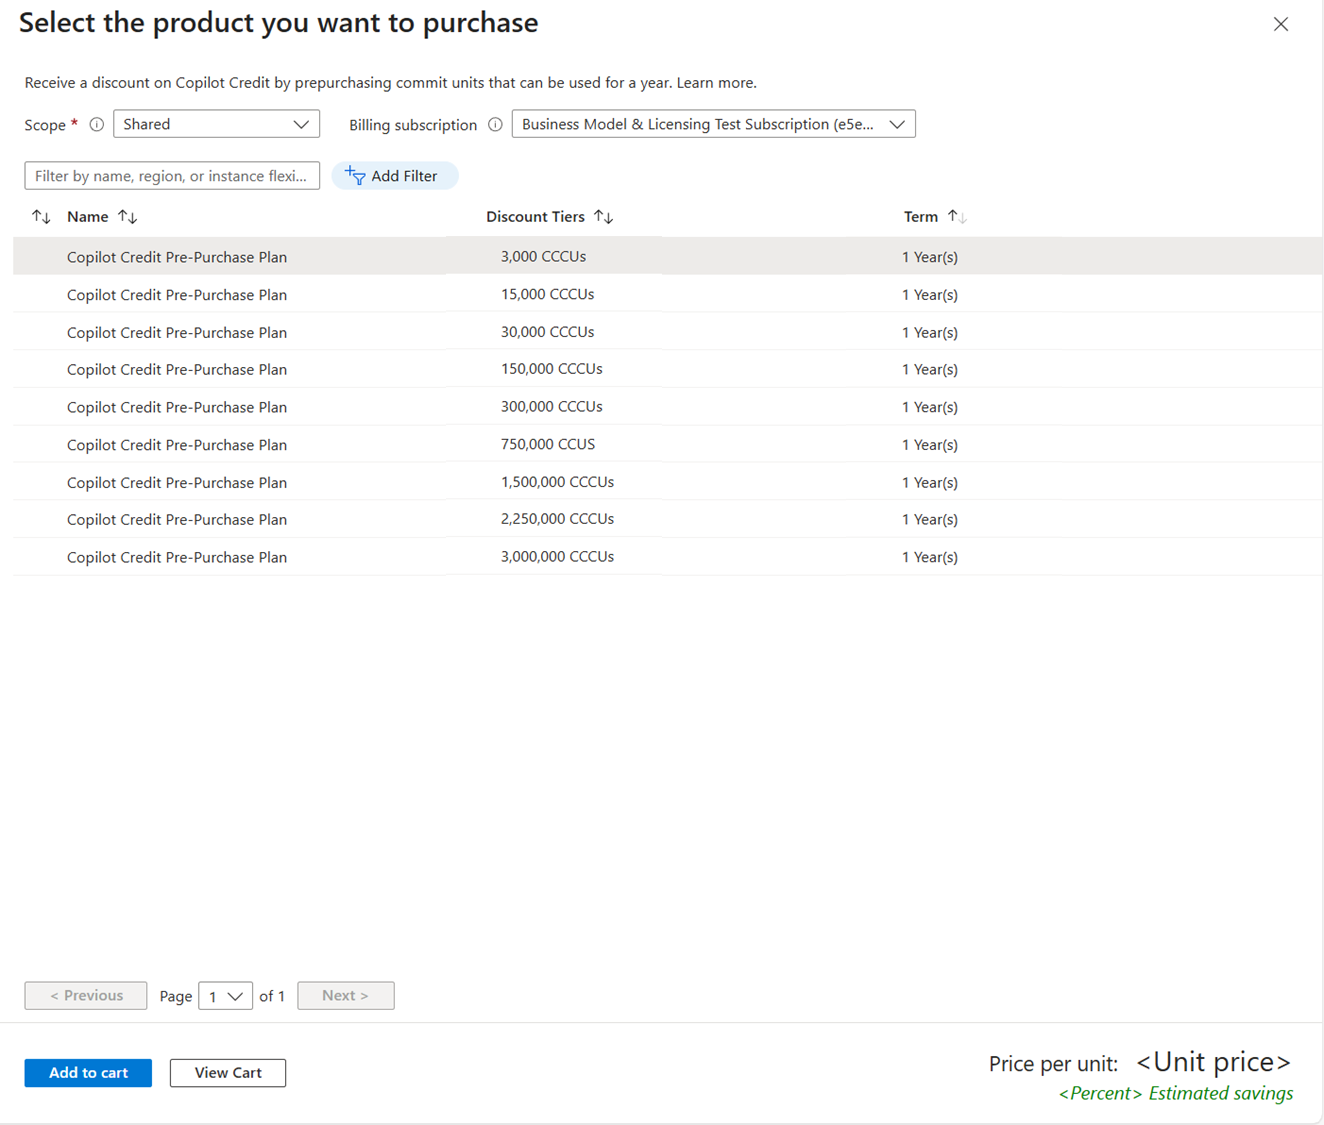 Select the product you want to purchase
Receive a discount on Copilot Credit by prepurchasing commit units that can be used for a year. Learn more.
Scope * Shared Billing subscription Business Model & Licensing Test Subscription (e5e...
Filter by name, region, or instance flexi... Add Filter
Name Discount Tiers Term
Copilot Credit Pre-Purchase Plan 3,000 CCCUs 1 Year(s)
Copilot Credit Pre-Purchase Plan 15,000 CCCUs 1 Year(s)
Copilot Credit Pre-Purchase Plan 30,000 CCCUs 1 Year(s)
Copilot Credit Pre-Purchase Plan 150,000 CCCUs 1 Year(s)
Copilot Credit Pre-Purchase Plan 300,000 CCCUs 1 Year(s)
Copilot Credit Pre-Purchase Plan 750,000 CCUS 1 Year(s)
Copilot Credit Pre-Purchase Plan 1,500,000 CCCUs 1 Year(s)
Copilot Credit Pre-Purchase Plan 2,250,000 CCCUs 1 Year(s)
Copilot Credit Pre-Purchase Plan 3,000,000 CCCUs 1 Year(s)
< Previous Page 1 of 1 Next >
Add to cart View Cart Price per unit: <Unit price>
<Percent> Estimated savings